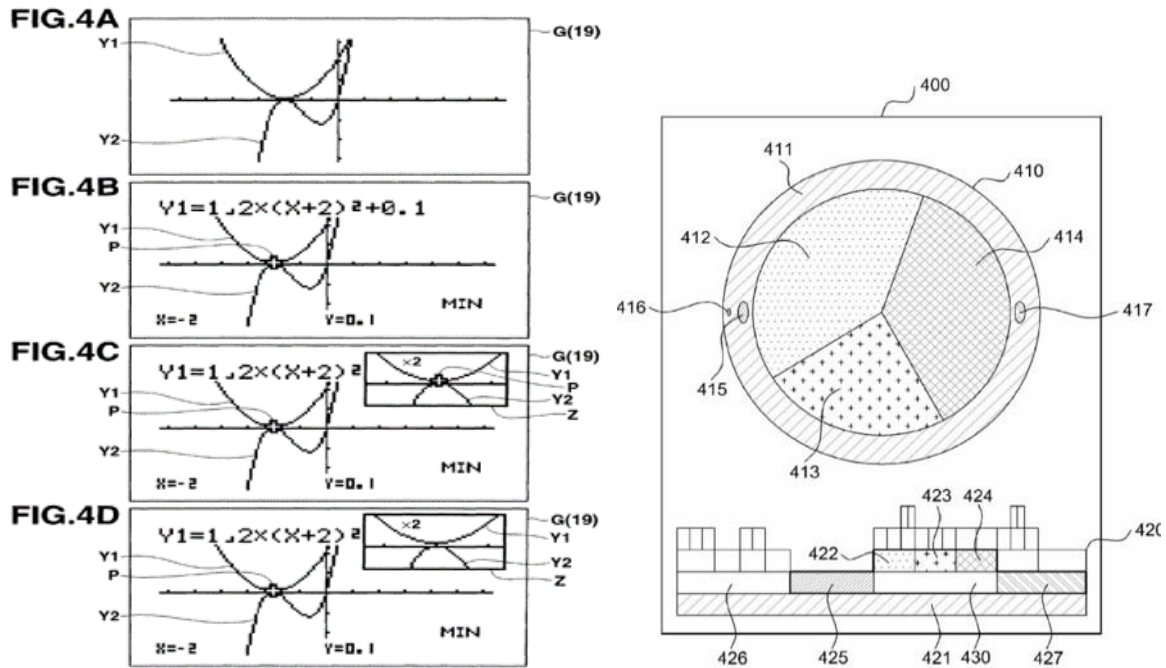 FIG.4A
G(19)
Y1
Y2
FIG.4B
G(19)
Y1=1⌟2×(X+2)²+0.1
Y1
P
Y2
MIN
X=-2 Y=0.1
FIG.4C
G(19)
Y1=1⌟2×(X+2)²
×2
Y1
P
Y2
Z
Y1
P
Y2
MIN
X=-2 Y=0.1
FIG.4D
G(19)
Y1=1⌟2×(X+2)²
×2
Y1
Y2
Z
Y1
P
Y2
MIN
X=-2 Y=0.1
400
411
410
412
414
416
417
415
413
423
424
420
422
426
425
421
430
427